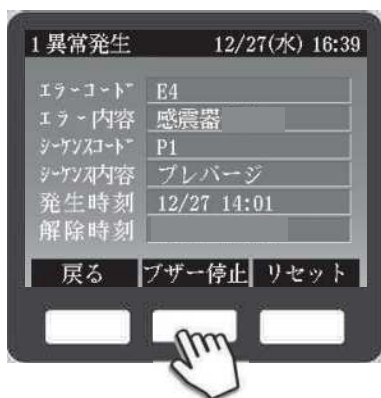 1 異常発生 12/27(水) 16:39
エラーコード E4
エラー内容 感震器
シーケンスコード P1
シーケンス内容 プレパージ
発生時刻 12/27 14:01
解除時刻
戻る ブザー停止 リセット